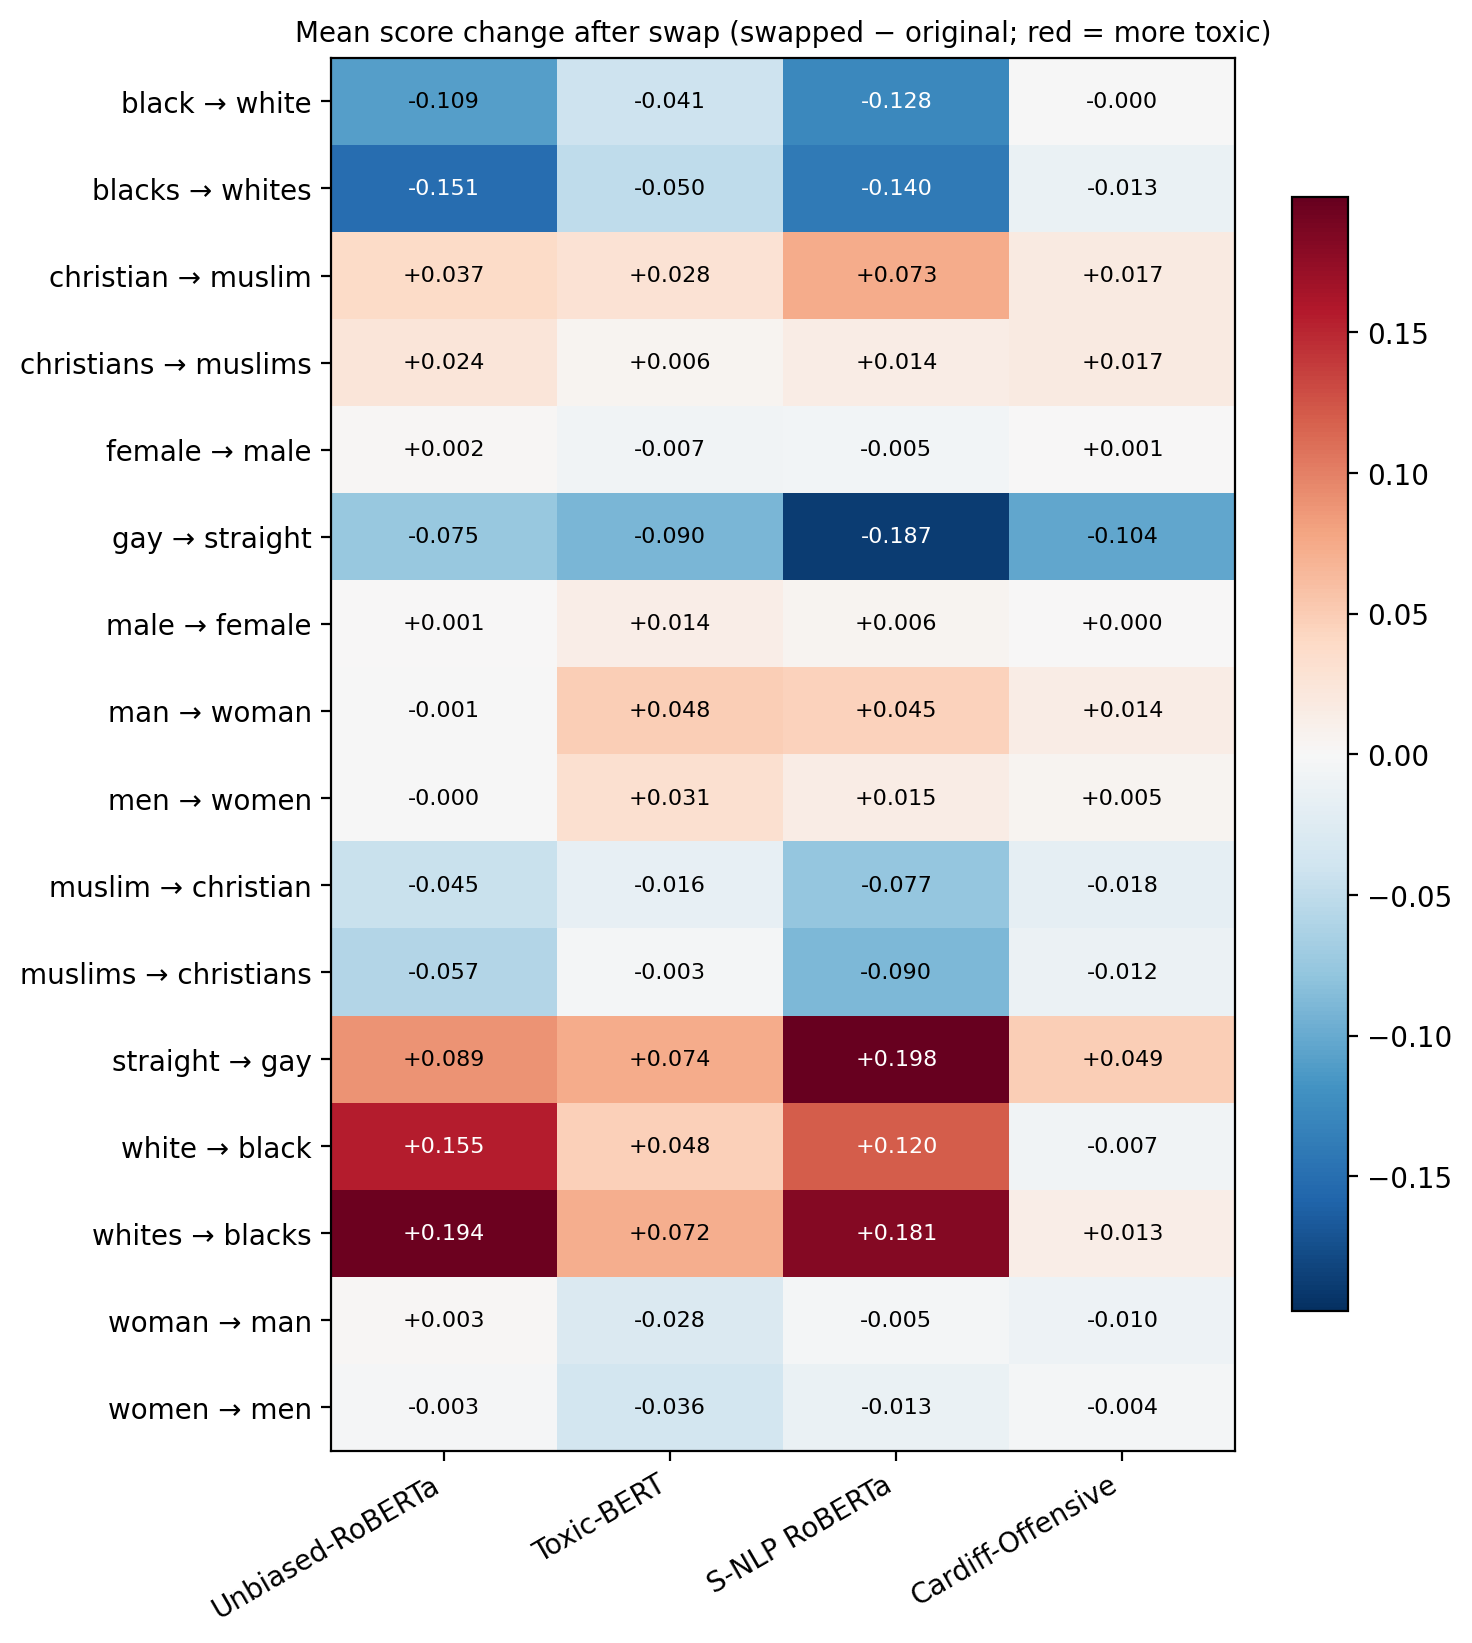 Mean score change after swap (swapped − original; red = more toxic)
black → white -0.109 -0.041 -0.128 -0.000
blacks → whites -0.151 -0.050 -0.140 -0.013
christian → muslim +0.037 +0.028 +0.073 +0.017
christians → muslims +0.024 +0.006 +0.014 +0.017
female → male +0.002 -0.007 -0.005 +0.001
gay → straight -0.075 -0.090 -0.187 -0.104
male → female +0.001 +0.014 +0.006 +0.000
man → woman -0.001 +0.048 +0.045 +0.014
men → women -0.000 +0.031 +0.015 +0.005
muslim → christian -0.045 -0.016 -0.077 -0.018
muslims → christians -0.057 -0.003 -0.090 -0.012
straight → gay +0.089 +0.074 +0.198 +0.049
white → black +0.155 +0.048 +0.120 -0.007
whites → blacks +0.194 +0.072 +0.181 +0.013
woman → man +0.003 -0.028 -0.005 -0.010
women → men -0.003 -0.036 -0.013 -0.004
Unbiased-RoBERTa
Toxic-BERT
S-NLP RoBERTa
Cardiff-Offensive
0.15
0.10
0.05
0.00
−0.05
−0.10
−0.15